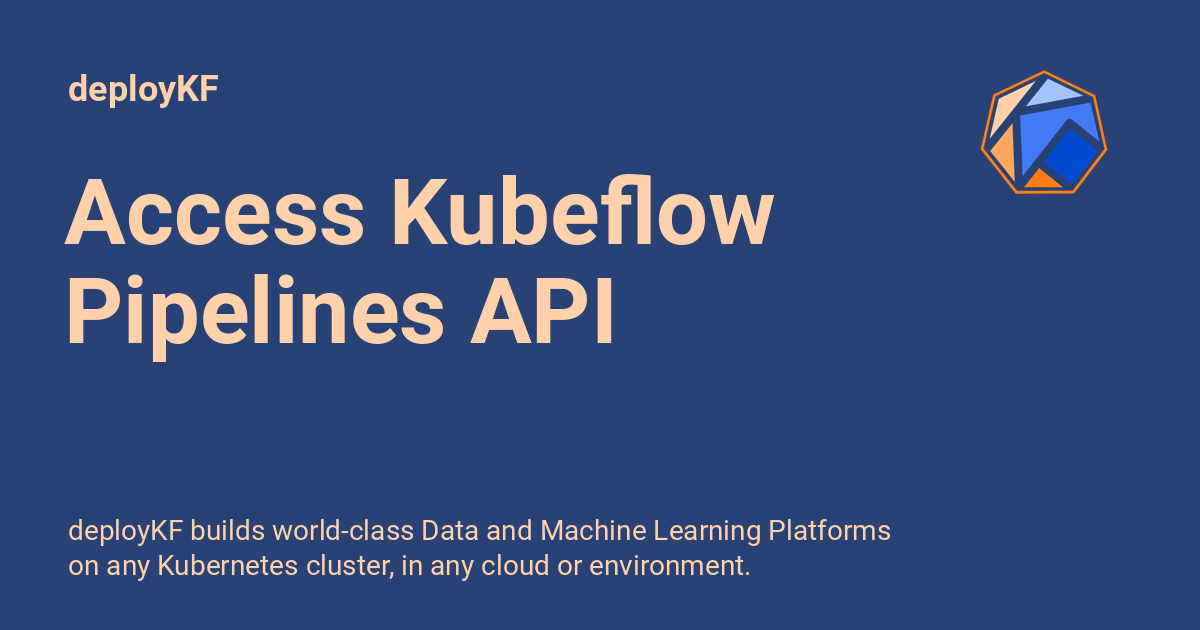 deployKF
Access Kubeflow
Pipelines API
deployKF builds world-class Data and Machine Learning Platforms
on any Kubernetes cluster, in any cloud or environment.